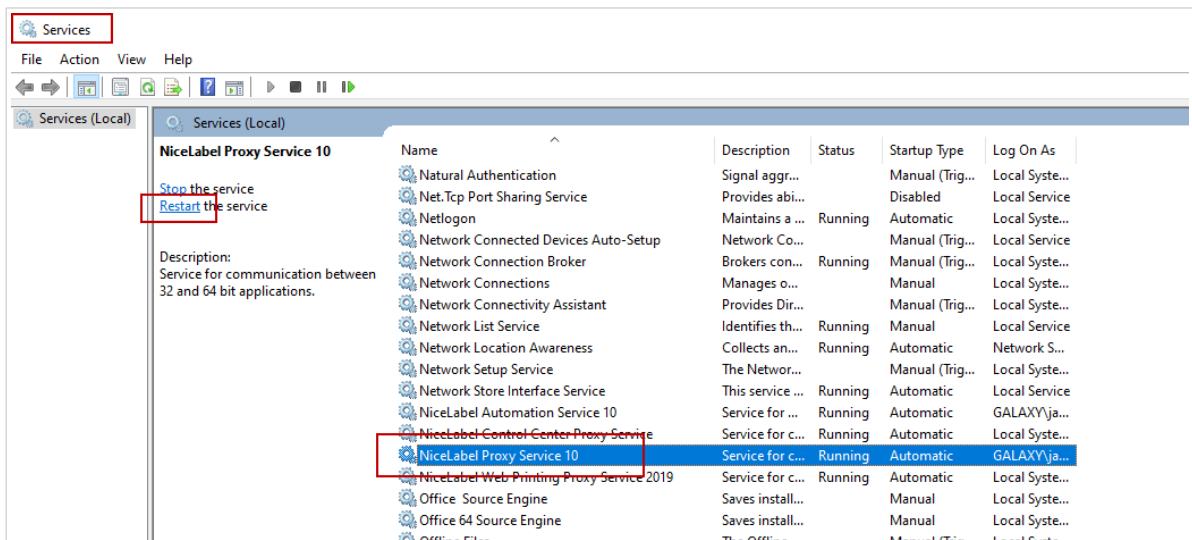 Services
File Action View Help
Services (Local)
Services (Local)
NiceLabel Proxy Service 10
Stop the service
Restart the service
Description:
Service for communication between
32 and 64 bit applications.
Name Description Status Startup Type Log On As
Natural Authentication Signal aggr... Manual (Trig... Local Syste...
Net.Tcp Port Sharing Service Provides abi... Disabled Local Service
Netlogon Maintains a ... Running Automatic Local Syste...
Network Connected Devices Auto-Setup Network Co... Manual (Trig... Local Service
Network Connection Broker Brokers con... Running Manual (Trig... Local Syste...
Network Connections Manages o... Manual Local Syste...
Network Connectivity Assistant Provides Dir... Manual (Trig... Local Syste...
Network List Service Identifies th... Running Manual Local Service
Network Location Awareness Collects an... Running Automatic Network S...
Network Setup Service The Networ... Manual (Trig... Local Syste...
Network Store Interface Service This service ... Running Automatic Local Service
NiceLabel Automation Service 10 Service for ... Running Automatic GALAXY\ja...
NiceLabel Control Center Proxy Service Service for c... Running Automatic Local Syste...
NiceLabel Proxy Service 10 Service for c... Running Automatic GALAXY\ja...
NiceLabel Web Printing Proxy Service 2019 Service for c... Running Automatic Local Syste...
Office Source Engine Saves install... Manual Local Syste...
Office 64 Source Engine Saves install... Manual Local Syste...
Offline Files The Offline... Manual (Trig... Local Syste...